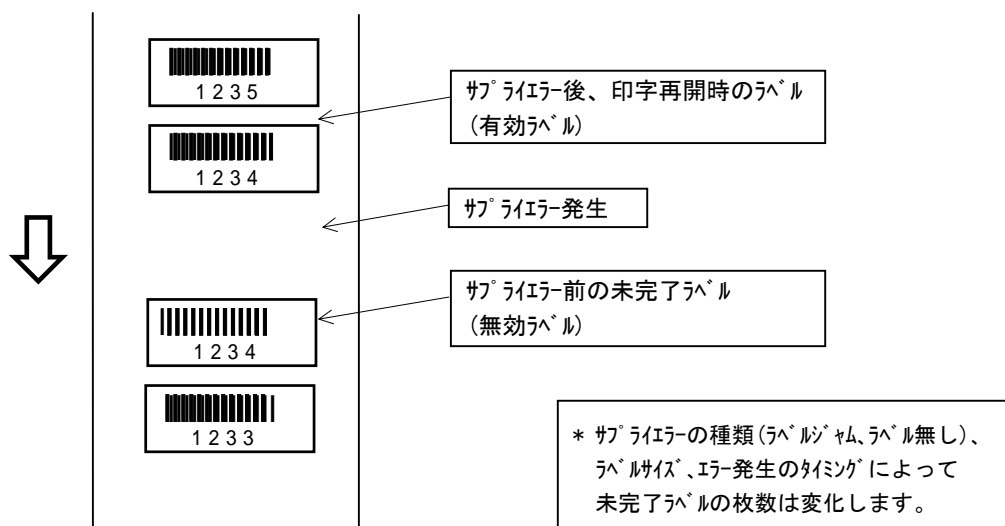 1235
ｻﾌﾟﾗｲｴﾗｰ後、印字再開時のﾗﾍﾞﾙ
(有効ﾗﾍﾞﾙ)
1234
ｻﾌﾟﾗｲｴﾗｰ発生
ｻﾌﾟﾗｲｴﾗｰ前の未完了ﾗﾍﾞﾙ
(無効ﾗﾍﾞﾙ)
1234
1233
* ｻﾌﾟﾗｲｴﾗｰの種類(ﾗﾍﾞﾙｼﾞｬﾑ､ﾗﾍﾞﾙ無し)、
ﾗﾍﾞﾙｻｲｽﾞ､ｴﾗｰ発生のﾀｲﾐﾝｸﾞによって
未完了ﾗﾍﾞﾙの枚数は変化します。